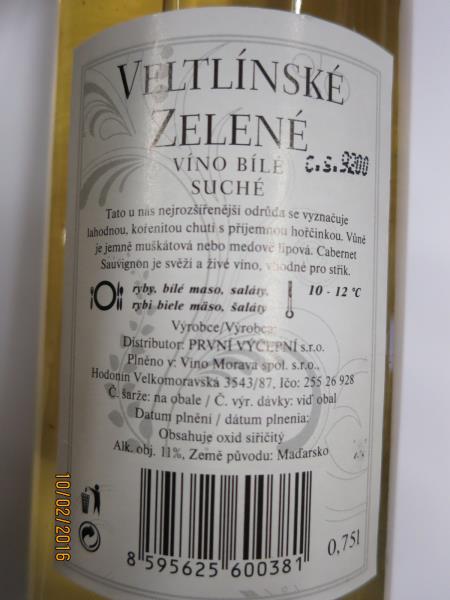 VELTLÍNSKÉ
ZELENÉ
VÍNO BÍLÉ č.š.9200
SUCHÉ
Tato u nás nejrozšířenější odrůda se vyznačuje
lahodnou, kořenitou chutí s příjemnou hořčinkou. Vůně
je jemně muškátová nebo medově lipová. Cabernet
Sauvignon je svěží a živé víno, vhodné pro střik.
ryby, bílé maso, saláty, 10 - 12 °C
rybi biele mäso, šaláty
Výrobce/Výrobca:
Distributor: PRVNÍ VÝČEPNÍ s.r.o.
Plněno v: Víno Morava spol. s r.o.,
Hodonín Velkomoravská 3543/87, Ičo: 255 26 928
Č. šarže: na obale / Č. výr. dávky: viď obal
Datum plnění / dátum plnenia:
Obsahuje oxid siřičitý
Alk. obj. 11%, Země původu: Maďarsko
8 595625 600381
0,75l
10/02/2016